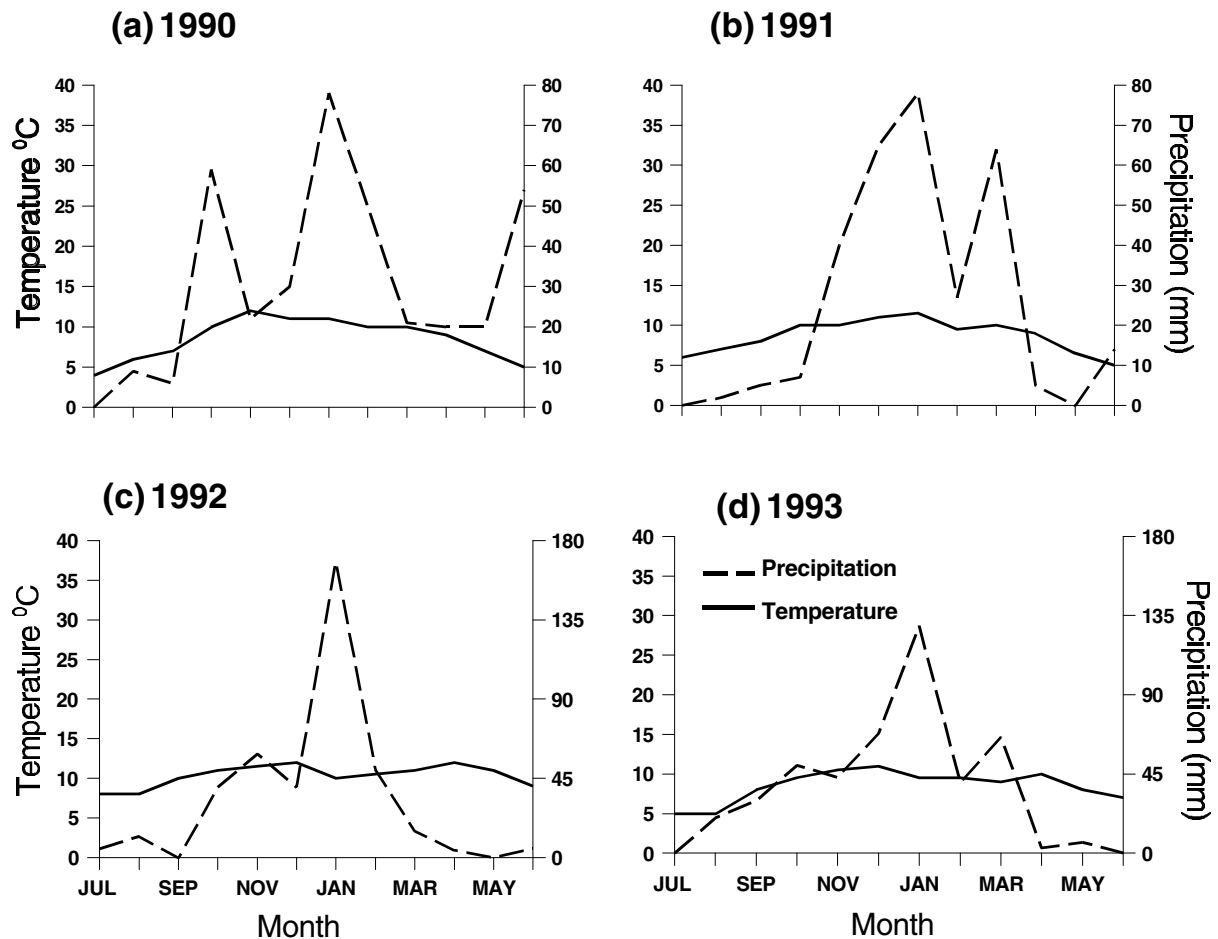 (a) 1990
(b) 1991
40 80 40 80
35 70 35 70
30 60 30 60
25 50 25 50
20 40 20 40
15 30 15 30
10 20 10 20
5 10 5 10
0 0 0 0
Temperature ⁰C
Precipitation (mm)
(c) 1992
(d) 1993
40 180 40 180
35 35
135 135
30 30
25 25
90 90
20 20
15 15
45 45
10 10
5 5
0 0 0 0
Temperature ⁰C
Precipitation (mm)
Precipitation
Temperature
JUL SEP NOV JAN MAR MAY
JUL SEP NOV JAN MAR MAY
Month
Month